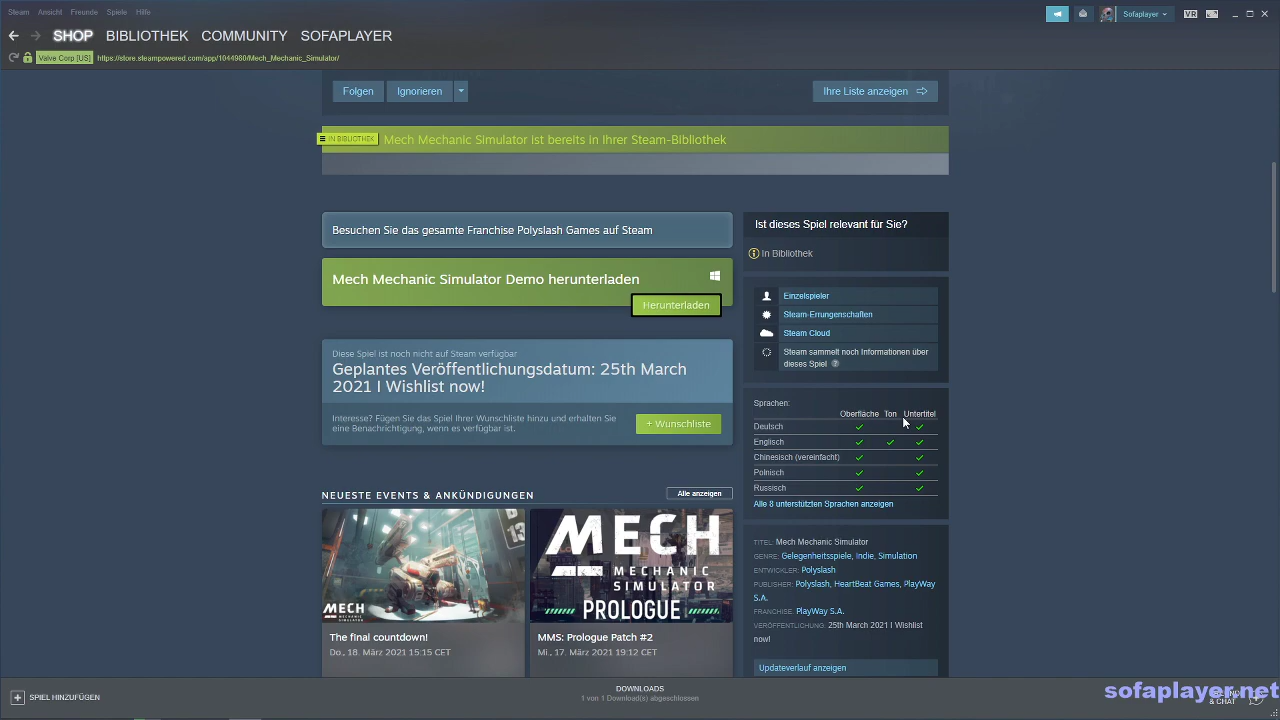 Steam Ansicht Freunde Spiele Hilfe
Sofaplayer
VR
SHOP BIBLIOTHEK COMMUNITY SOFAPLAYER
Valve Corp [US] https://store.steampowered.com/app/1044980/Mech_Mechanic_Simulator/
Folgen Ignorieren Ihre Liste anzeigen
IN BIBLIOTHEK Mech Mechanic Simulator ist bereits in Ihrer Steam-Bibliothek
Besuchen Sie das gesamte Franchise Polyslash Games auf Steam
Mech Mechanic Simulator Demo herunterladen
Herunterladen
Diese Spiel ist noch nicht auf Steam verfügbar
Geplantes Veröffentlichungsdatum: 25th March
2021 I Wishlist now!
Interesse? Fügen Sie das Spiel Ihrer Wunschliste hinzu und erhalten Sie
eine Benachrichtigung, wenn es verfügbar ist.
+ Wunschliste
NEUESTE EVENTS & ANKÜNDIGUNGEN
Alle anzeigen
B
13
MECH
MECHANIC
SIMULATOR
The final countdown!
Do., 18. März 2021 15:15 CET
MECH
MECHANIC
SIMULATOR
PROLOGUE
MMS: Prologue Patch #2
Mi., 17. März 2021 19:12 CET
Ist dieses Spiel relevant für Sie?
In Bibliothek
Einzelspieler
Steam-Errungenschaften
Steam Cloud
Steam sammelt noch Informationen über
dieses Spiel ?
Sprachen:
Oberfläche Ton Untertitel
Deutsch
Englisch
Chinesisch (vereinfacht)
Polnisch
Russisch
Alle 8 unterstützten Sprachen anzeigen
TITEL: Mech Mechanic Simulator
GENRE: Gelegenheitsspiele, Indie, Simulation
ENTWICKLER: Polyslash
PUBLISHER: Polyslash, HeartBeat Games, PlayWay
S.A.
FRANCHISE: PlayWay S.A.
VERÖFFENTLICHUNG: 25th March 2021 I Wishlist
now!
Updateverlauf anzeigen
SPIEL HINZUFÜGEN
DOWNLOADS
1 von 1 Download(s) abgeschlossen
& CHAT
sofaplayer.net